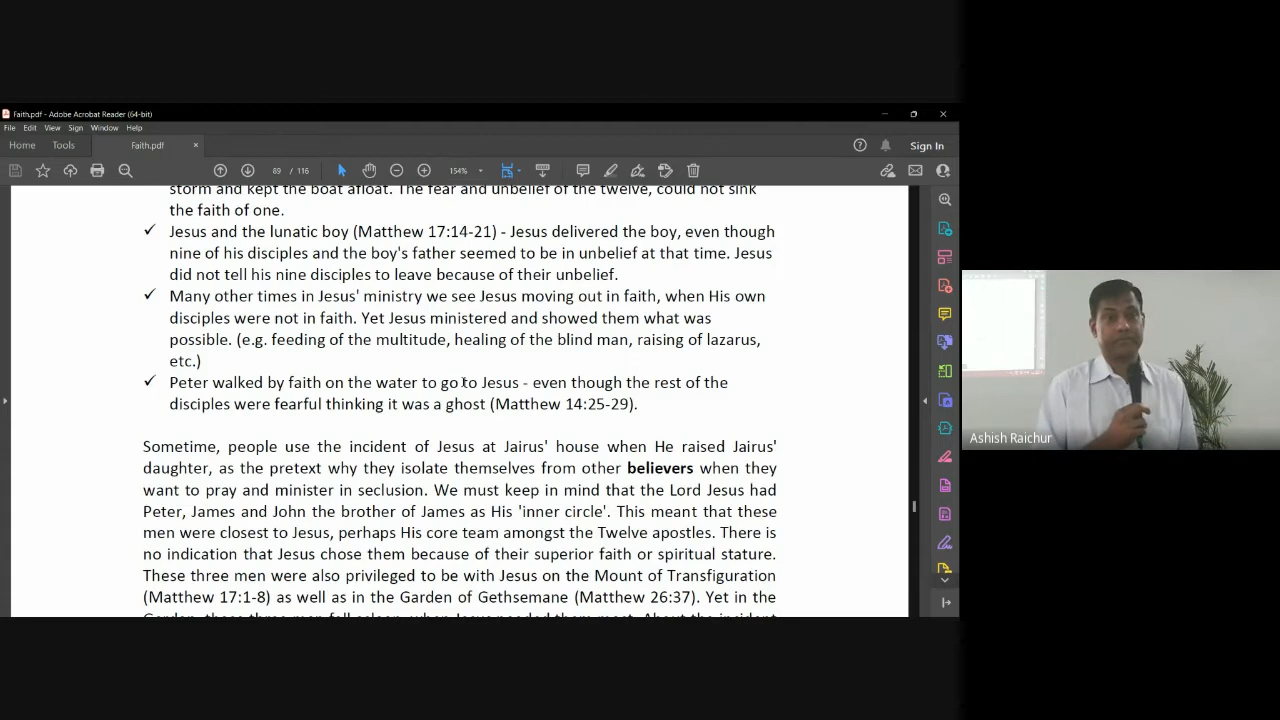 Faith.pdf - Adobe Acrobat Reader (64-bit)
File Edit View Sign Window Help
Home Tools Faith.pdf × Sign In
89 / 116 154%
storm and kept the boat afloat. The fear and unbelief of the twelve, could not sink
the faith of one.
✓ Jesus and the lunatic boy (Matthew 17:14-21) - Jesus delivered the boy, even though
nine of his disciples and the boy's father seemed to be in unbelief at that time. Jesus
did not tell his nine disciples to leave because of their unbelief.
✓ Many other times in Jesus' ministry we see Jesus moving out in faith, when His own
disciples were not in faith. Yet Jesus ministered and showed them what was
possible. (e.g. feeding of the multitude, healing of the blind man, raising of lazarus,
etc.)
✓ Peter walked by faith on the water to go to Jesus - even though the rest of the
disciples were fearful thinking it was a ghost (Matthew 14:25-29).
Sometime, people use the incident of Jesus at Jairus' house when He raised Jairus'
daughter, as the pretext why they isolate themselves from other believers when they
want to pray and minister in seclusion. We must keep in mind that the Lord Jesus had
Peter, James and John the brother of James as His 'inner circle'. This meant that these
men were closest to Jesus, perhaps His core team amongst the Twelve apostles. There is
no indication that Jesus chose them because of their superior faith or spiritual stature.
These three men were also privileged to be with Jesus on the Mount of Transfiguration
(Matthew 17:1-8) as well as in the Garden of Gethsemane (Matthew 26:37). Yet in the
Ashish Raichur